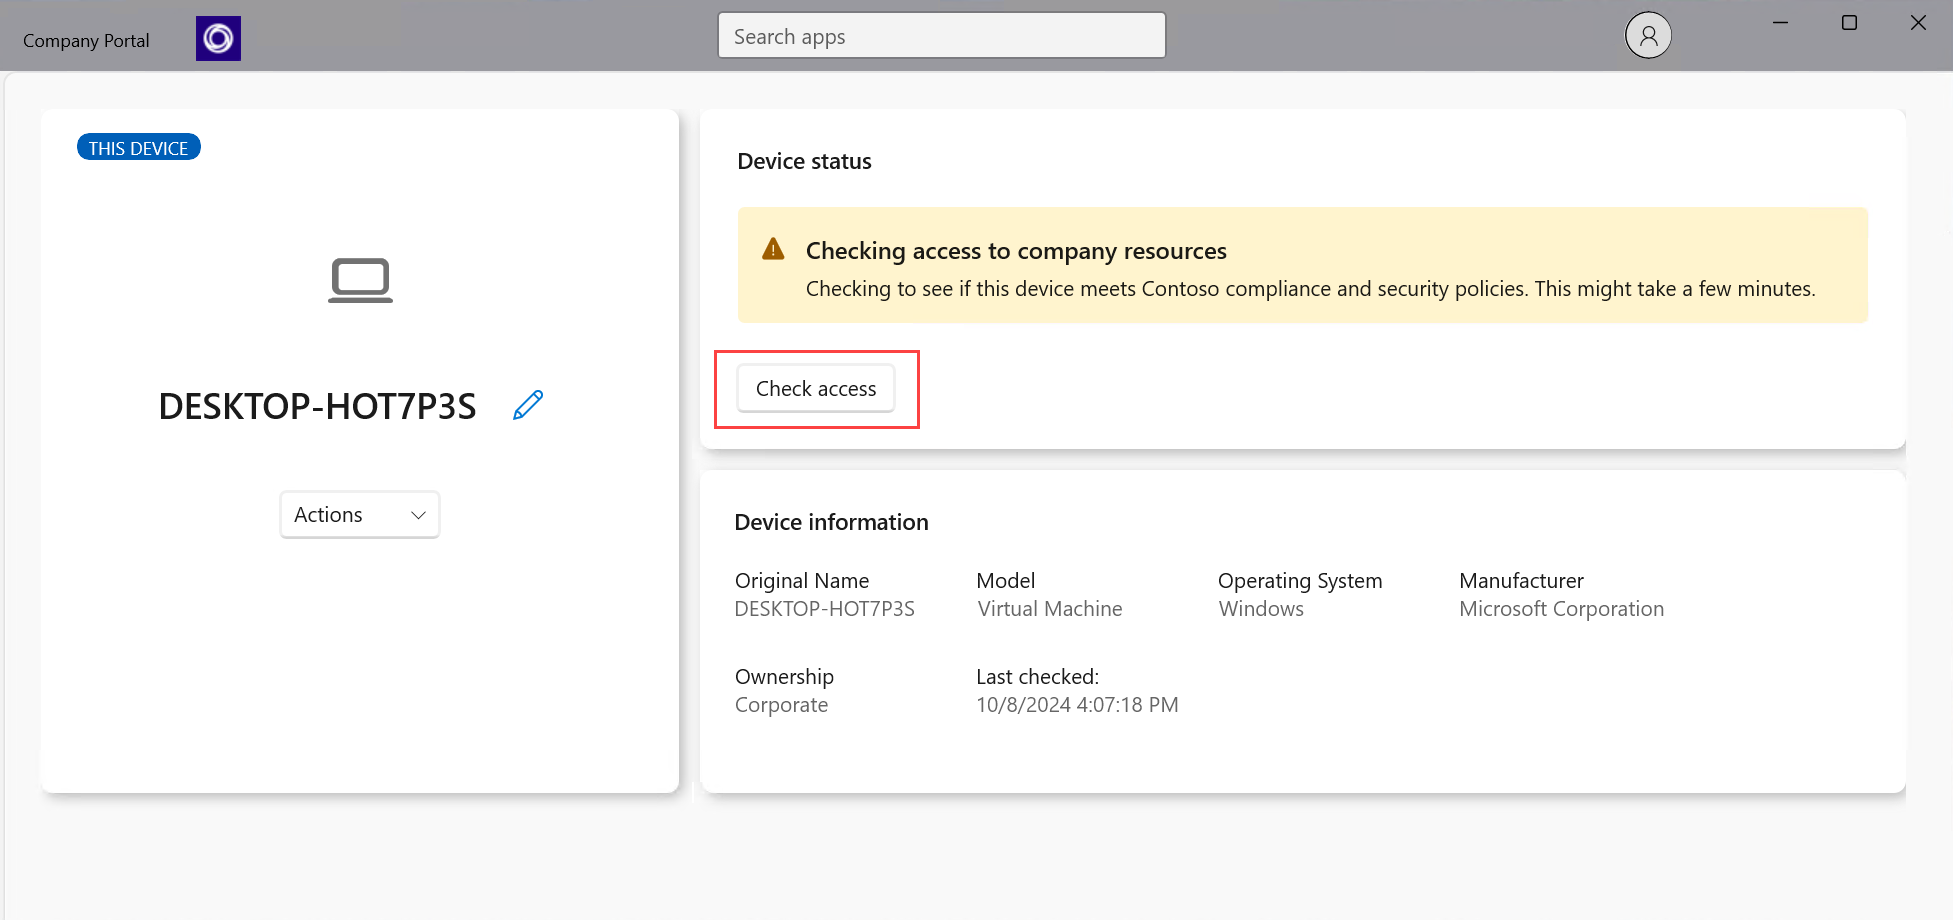 Company Portal
Search apps
THIS DEVICE
DESKTOP-HOT7P3S
Actions
Device status
Checking access to company resources
Checking to see if this device meets Contoso compliance and security policies. This might take a few minutes.
Check access
Device information
Original Name Model Operating System Manufacturer
DESKTOP-HOT7P3S Virtual Machine Windows Microsoft Corporation
Ownership Last checked:
Corporate 10/8/2024 4:07:18 PM